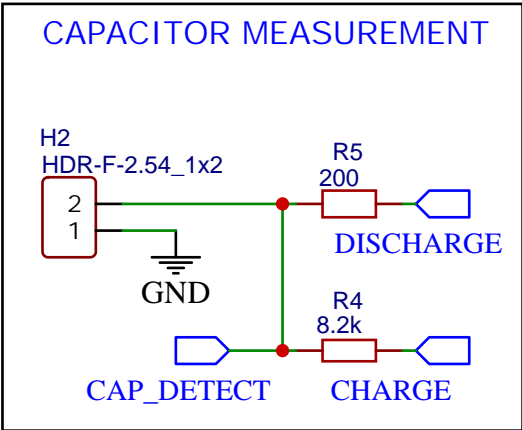 CAPACITOR MEASUREMENT
H2
HDR-F-2.54_1x2
2
1
GND
R5
200
DISCHARGE
R4
8.2k
CAP_DETECT
CHARGE